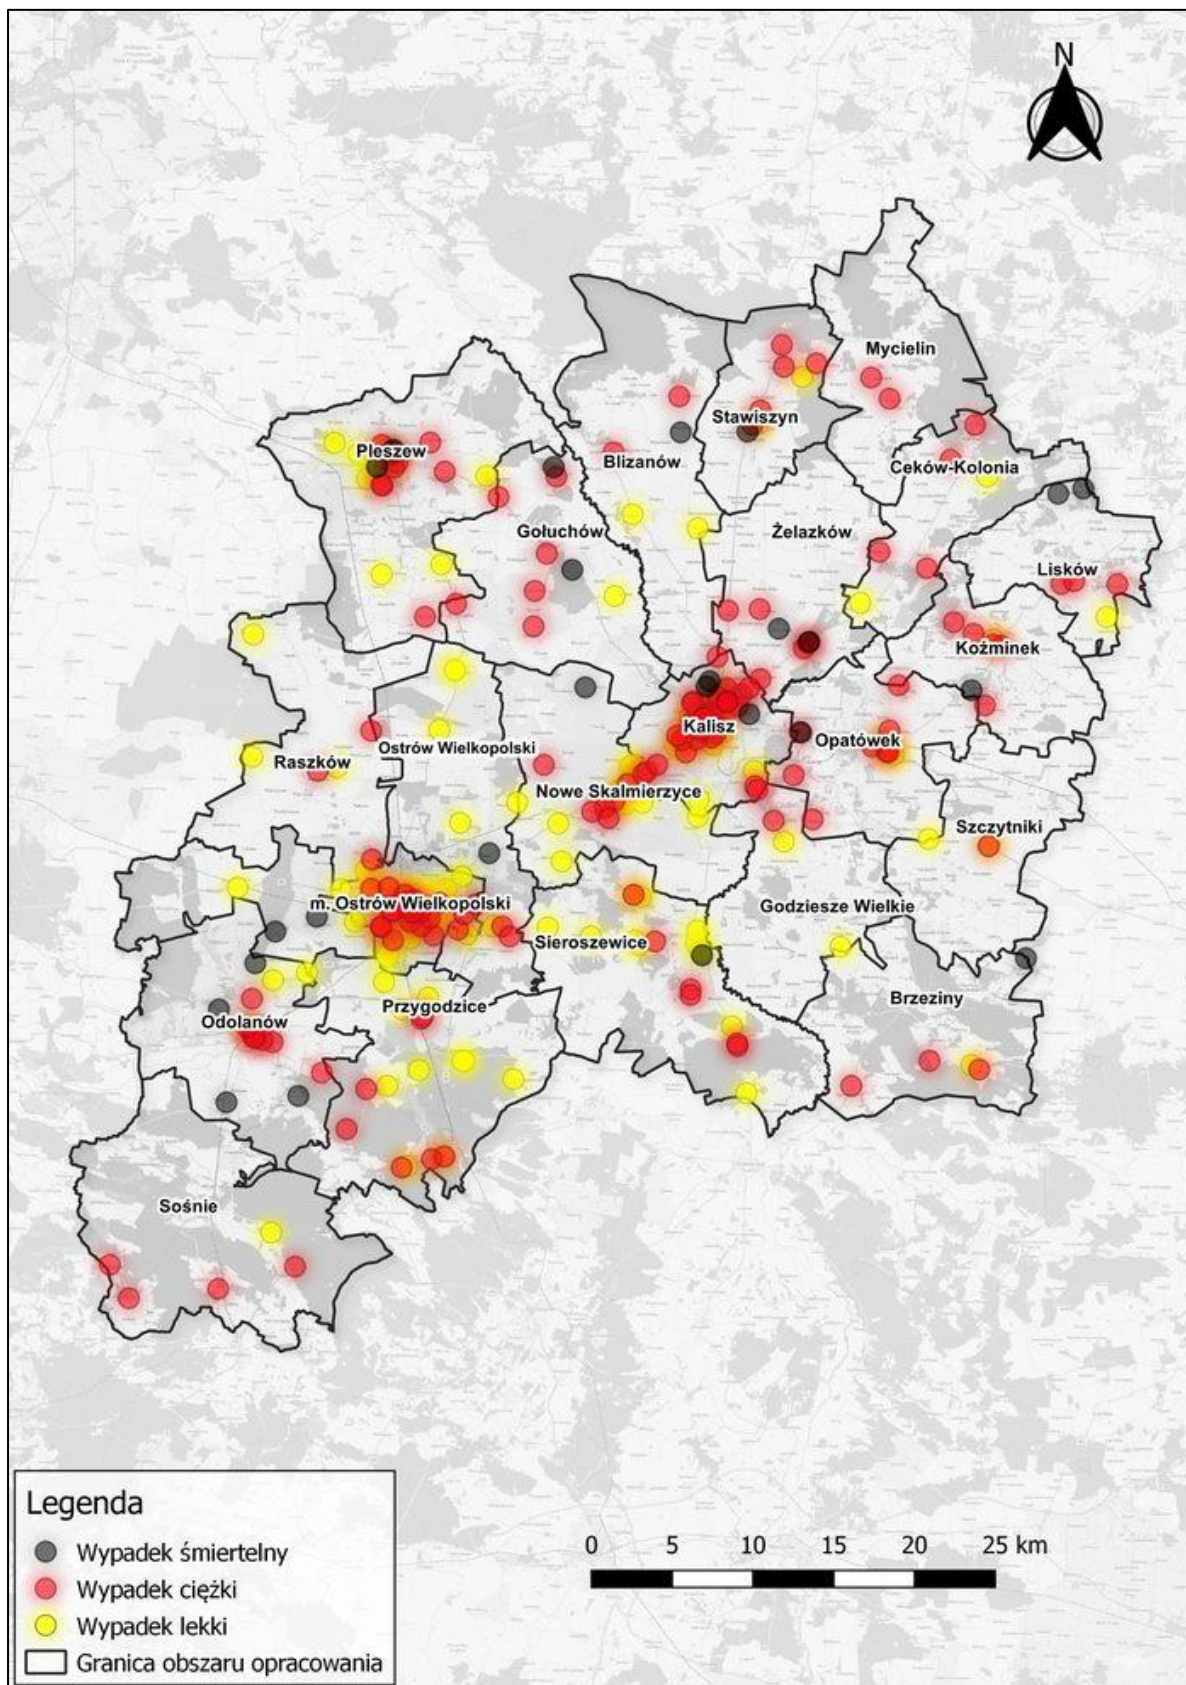 N
Mycielin
Stawiszyn
Pleszew
Blizanów
Ceków-Kolonia
Gołuchów
Żelazków
Lisków
Koźminek
Kalisz
Opatówek
Ostrów Wielkopolski
Raszków
Nowe Skalmierzyce
Szczytniki
m. Ostrów Wielkopolski
Godziesze Wielkie
Sieroszewice
Brzeziny
Przygodzice
Odolanów
Sośnie
Legenda
Wypadek śmiertelny
Wypadek ciężki
Wypadek lekki
Granica obszaru opracowania
0 5 10 15 20 25 km